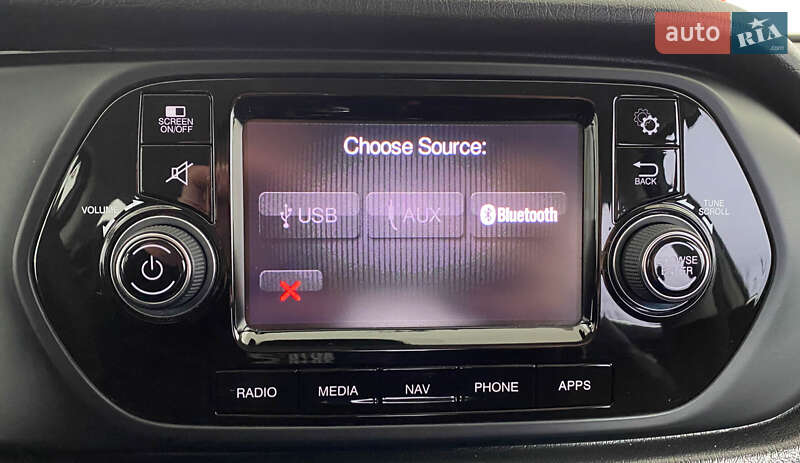 auto RIA
.com
SCREEN
ON/OFF
VOLUME
Choose Source:
USB
AUX
Bluetooth
BACK
TUNE
SCROLL
BROWSE
ENTER
RADIO
MEDIA
NAV
PHONE
APPS